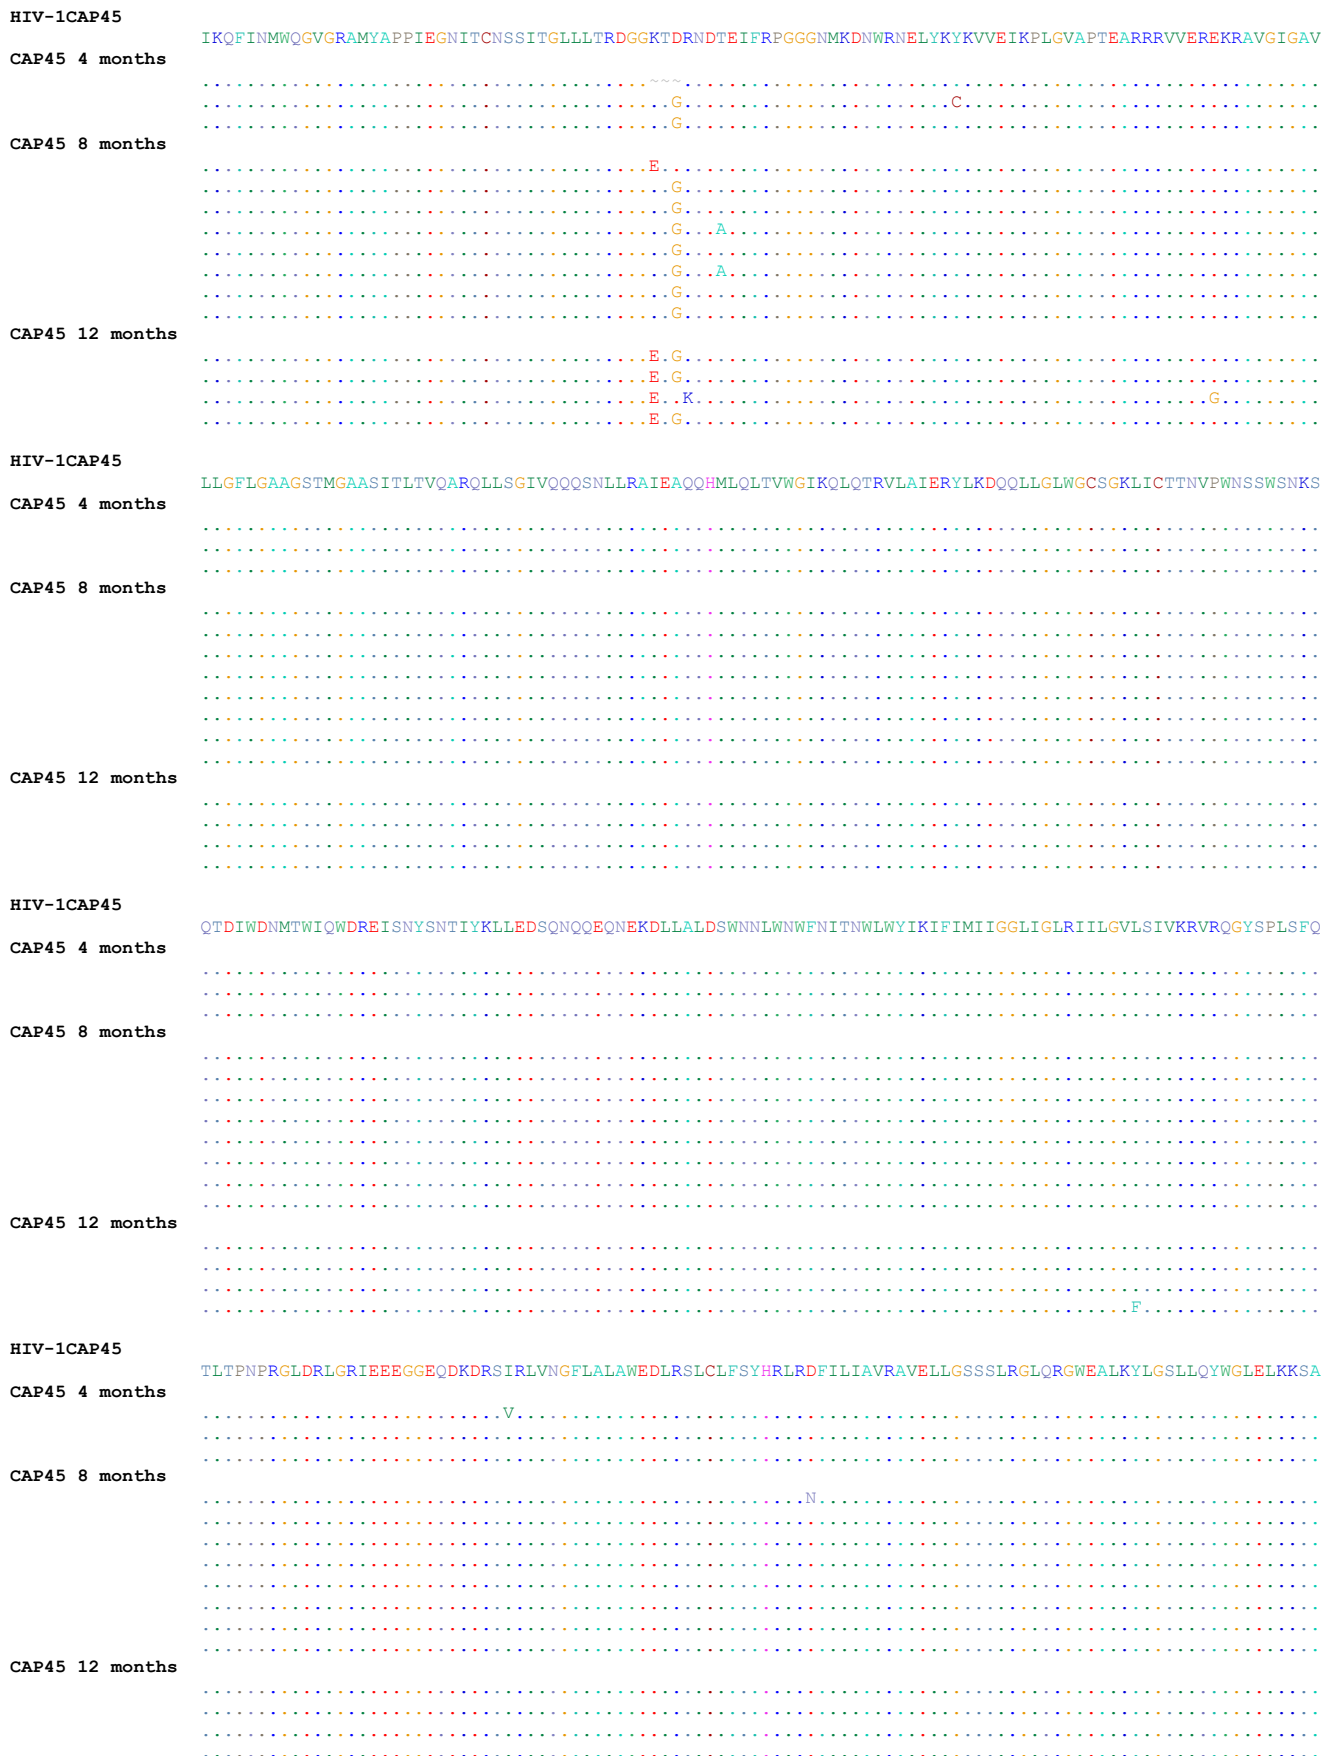 HIV-1CAP45
IKQFINMWQGVGRAMYAPPIEGNITCNSSITGLLLTRDGGKTDRNDTEIFRPGGGNMKDNWRNELYKYKVVEIKPLGVAPTEARRRVVEREKRAVGIGAV
CAP45 4 months
~~~
G C
G
CAP45 8 months
E
G
G
G A
G
G A
G
G
CAP45 12 months
E.G
E.G
E..K G
E.G
HIV-1CAP45
LLGFLGAAGSTMGAASITLTVQARQLLSGIVQQQSNLLRAIEAQQHMLQLTVWGIKQLQTRVLAIERYLKDQQLLGLWGCSGKLICTTNVPWNSSWSNKS
CAP45 4 months
CAP45 8 months
CAP45 12 months
HIV-1CAP45
QTDIWDNMTWIQWDREISNYSNTIYKLLEDSQNQQEQNEKDLLALDSWNNLWNWFNITNWLWYIKIFIMIIGGLIGLRIILGVLSIVKRVRQGYSPLSFQ
CAP45 4 months
CAP45 8 months
CAP45 12 months
F
HIV-1CAP45
TLTPNPRGLDRLGRIEEEGGEQDKDRSIRLVNGFLALAWEDLRSLCLFSYHRLRDFILIAVRAVELLGSSSLRGLQRGWEALKYLGSLLQYWGLELKKSA
CAP45 4 months
V
CAP45 8 months
N
CAP45 12 months